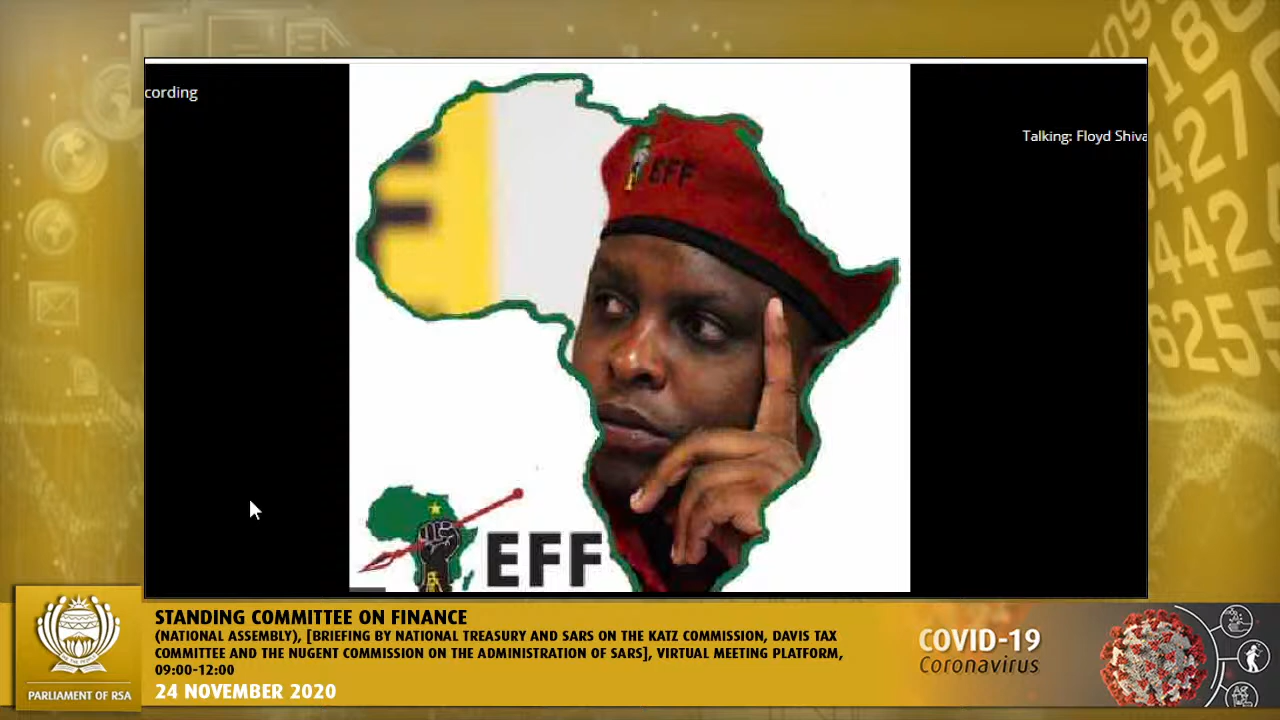 cording
Talking: Floyd Shiva
EFF
EFF
STANDING COMMITTEE ON FINANCE
(NATIONAL ASSEMBLY), [BRIEFING BY NATIONAL TREASURY AND SARS ON THE KATZ COMMISSION, DAVIS TAX
COMMITTEE AND THE NUGENT COMMISSION ON THE ADMINISTRATION OF SARS], VIRTUAL MEETING PLATFORM,
09:00-12:00
24 NOVEMBER 2020
PARLIAMENT OF RSA
COVID-19
Coronavirus